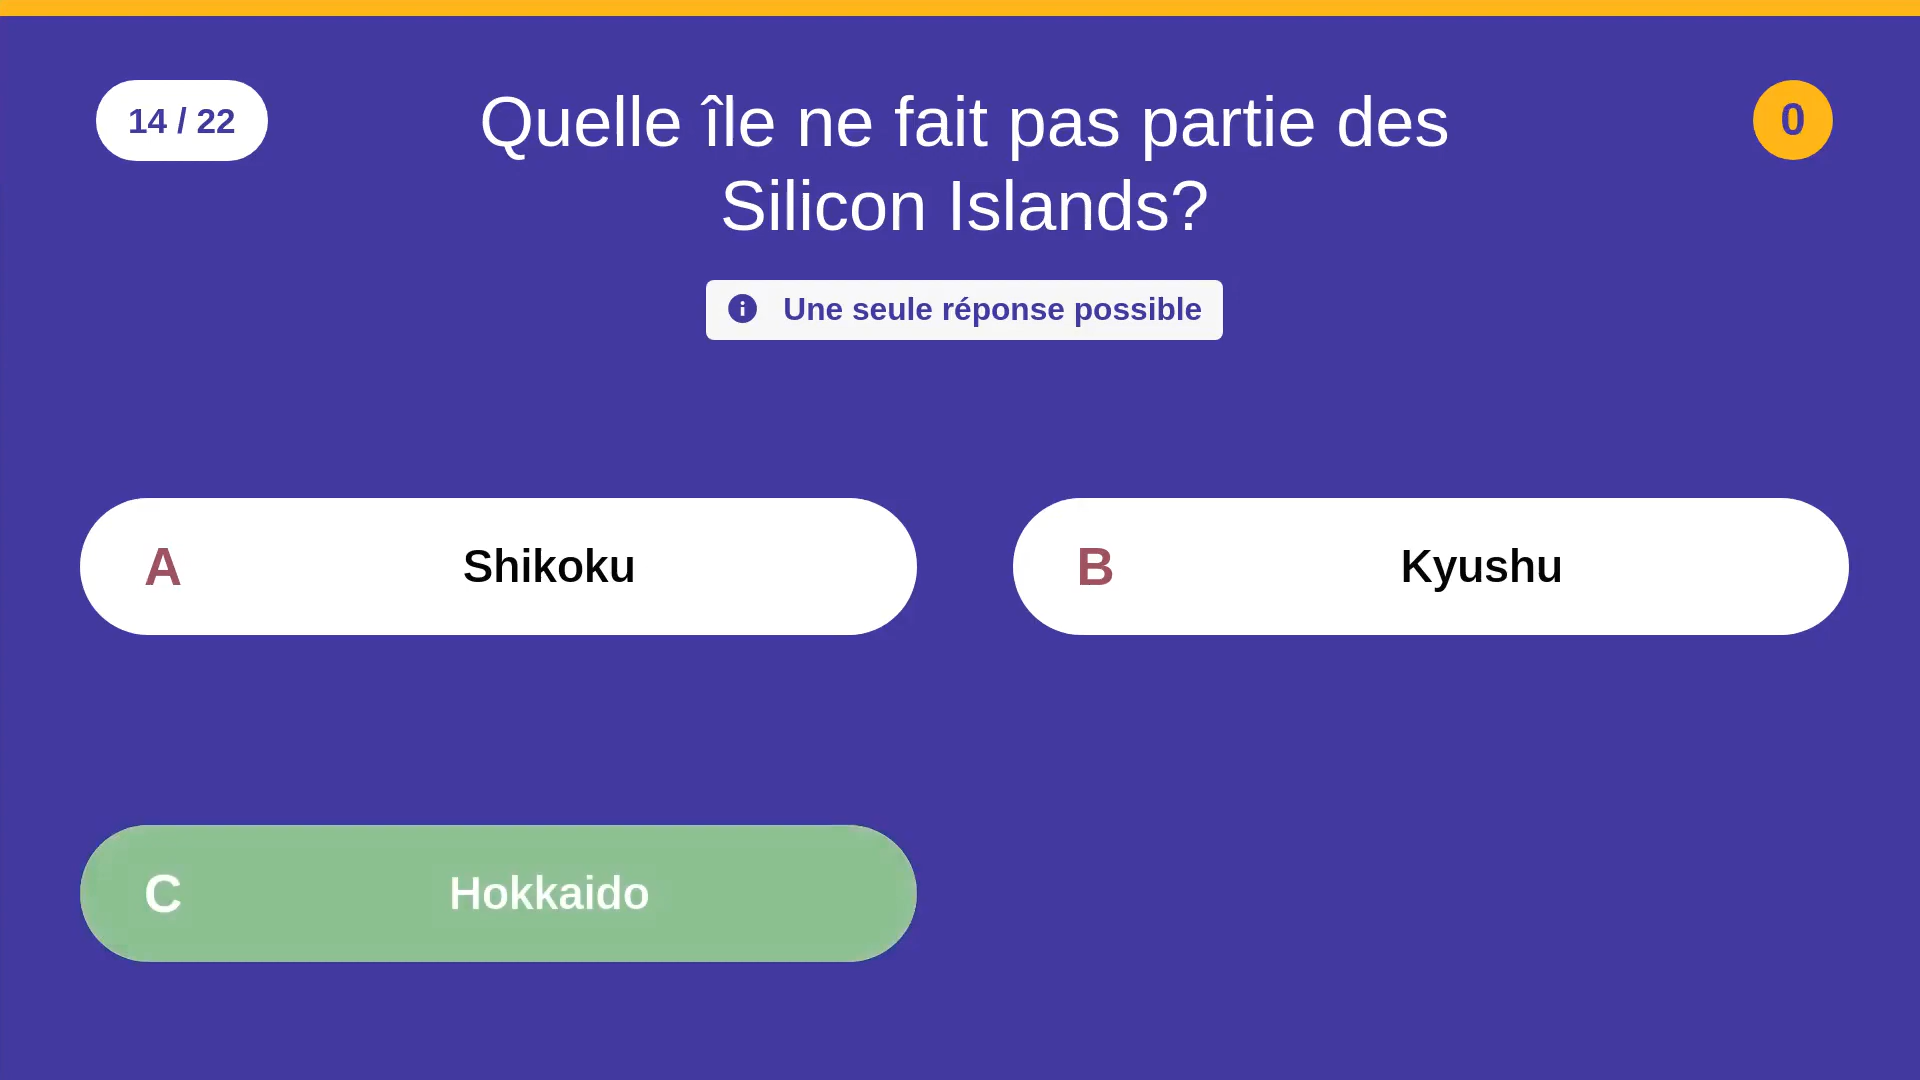 14 / 22
Quelle île ne fait pas partie des
Silicon Islands?
0
Une seule réponse possible
A Shikoku
B Kyushu
C Hokkaido